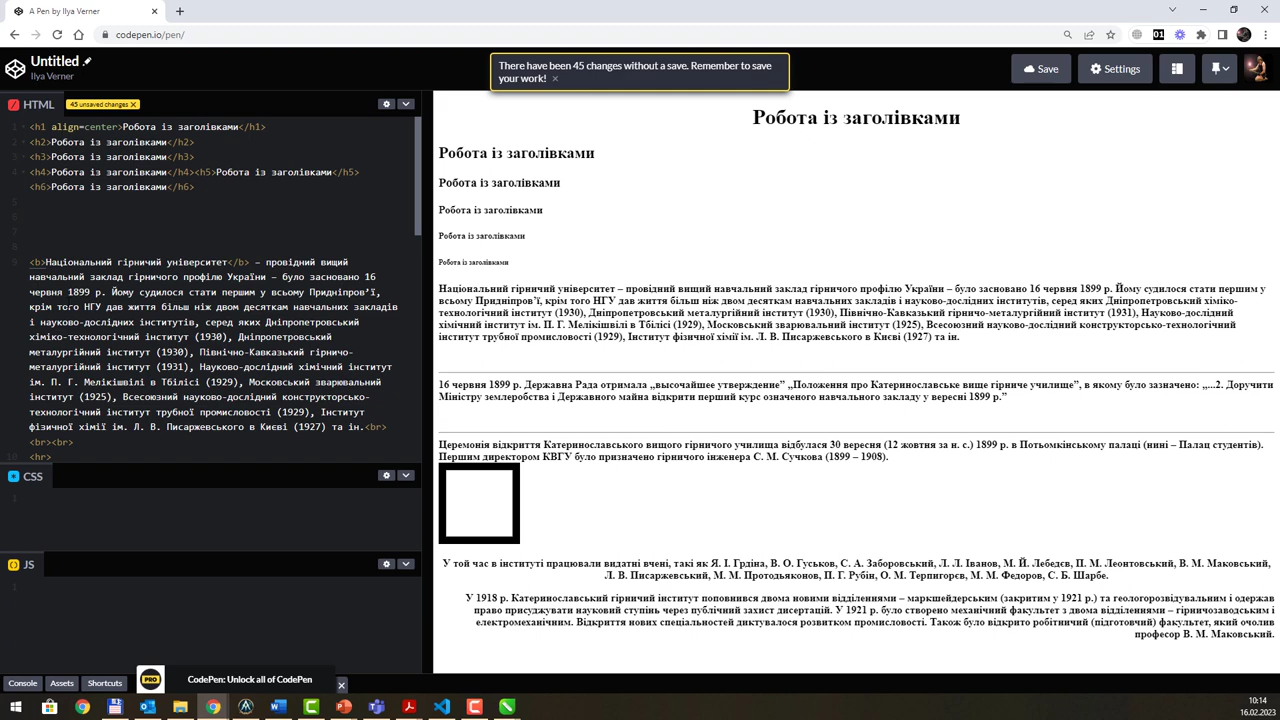 A Pen by Ilya Verner
codepen.io/pen/
Untitled
Ilya Verner
There have been 45 changes without a save. Remember to save
your work! ×
Save
Settings
HTML
45 unsaved changes ×
1 <h1 align=center>Робота із заголівками</h1>
2 <h2>Робота із заголівками</h2>
3 <h3>Робота із заголівками</h3>
4 <h4>Робота із заголівками</h4><h5>Робота із заголівками</h5>
<h6>Робота із заголівками</h6>
5
6
7
8
9 <b>Національний гірничий університет</b> – провідний вищий
навчальний заклад гірничого профілю України – було засновано 16
червня 1899 р. Йому судилося стати першим у всьому Придніпров’ї,
крім того НГУ дав життя більш ніж двом десяткам навчальних закладів
і науково-дослідних інститутів, серед яких Дніпропетровський
хіміко-технологічний інститут (1930), Дніпропетровський
металургійний інститут (1930), Північно-Кавказький гірничо-
металургійний інститут (1931), Науково-дослідний хімічний інститут
ім. П. Г. Мелікішвілі в Тбілісі (1929), Московський зварювальний
інститут (1925), Всесоюзний науково-дослідний конструкторсько-
технологічний інститут трубної промисловості (1929), Інститут
фізичної хімії ім. Л. В. Писаржевського в Києві (1927) та ін.<br>
<br><br>
10 <hr>
CSS
1
JS
1
Робота із заголівками
Робота із заголівками
Робота із заголівками
Робота із заголівками
Робота із заголівками
Робота із заголівками
Національний гірничий університет – провідний вищий навчальний заклад гірничого профілю України – було засновано 16 червня 1899 р. Йому судилося стати першим у
всьому Придніпров’ї, крім того НГУ дав життя більш ніж двом десяткам навчальних закладів і науково-дослідних інститутів, серед яких Дніпропетровський хіміко-
технологічний інститут (1930), Дніпропетровський металургійний інститут (1930), Північно-Кавказький гірничо-металургійний інститут (1931), Науково-дослідний
хімічний інститут ім. П. Г. Мелікішвілі в Тбілісі (1929), Московський зварювальний інститут (1925), Всесоюзний науково-дослідний конструкторсько-технологічний
інститут трубної промисловості (1929), Інститут фізичної хімії ім. Л. В. Писаржевського в Києві (1927) та ін.
16 червня 1899 р. Державна Рада отримала „высочайшее утверждение” „Положення про Катеринославське вище гірниче училище”, в якому було зазначено: „...2. Доручити
Міністру землеробства і Державного майна відкрити перший курс означеного навчального закладу у вересні 1899 р.”
Церемонія відкриття Катеринославського вищого гірничого училища відбулася 30 вересня (12 жовтня за н. с.) 1899 р. в Потьомкінському палаці (нині – Палац студентів).
Першим директором КВГУ було призначено гірничого інженера С. М. Сучкова (1899 – 1908).
У той час в інституті працювали видатні вчені, такі як Я. І. Грдіна, В. О. Гуськов, С. А. Заборовський, Л. Л. Іванов, М. Й. Лебедєв, П. М. Леонтовський, В. М. Маковський,
Л. В. Писаржевський, М. М. Протодьяконов, П. Г. Рубін, О. М. Терпигорєв, М. М. Федоров, С. Б. Шарбе.
У 1918 р. Катеринославський гірничий інститут поповнився двома новими відділеннями – маркшейдерським (закритим у 1921 р.) та геологорозвідувальним і одержав
право присуджувати науковий ступінь через публічний захист дисертацій. У 1921 р. було створено механічний факультет з двома відділеннями – гірничозаводським і
електромеханічним. Відкриття нових спеціальностей диктувалося розвитком промисловості. Також було відкрито робітничий (підготовчий) факультет, який очолив
професор В. М. Маковський.
Console
Assets
Shortcuts
PRO
CodePen: Unlock all of CodePen
×
10:14
16.02.2023